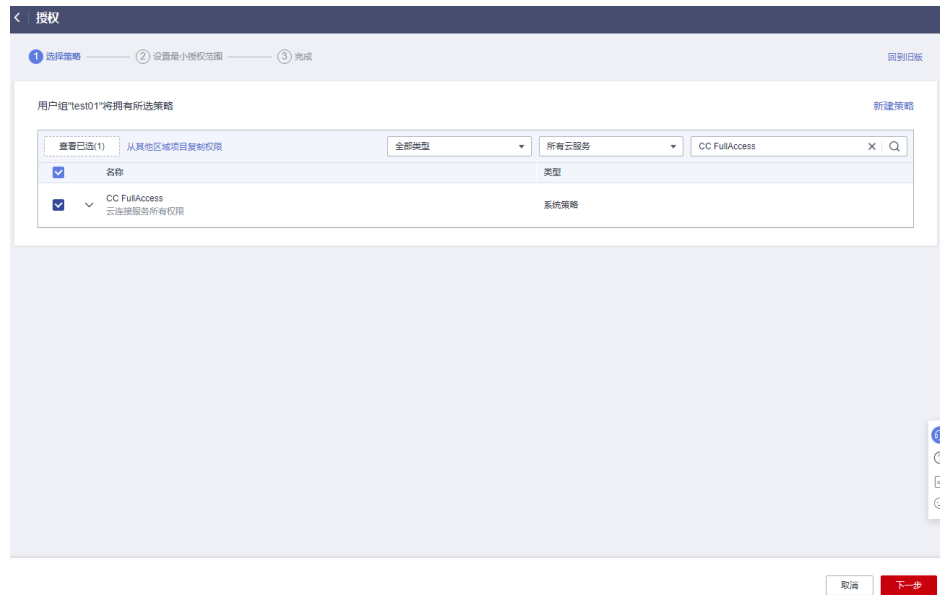 授权
1 选择策略 2 设置最小授权范围 3 完成 回到旧版
用户组"test01"将拥有所选策略 新建策略
查看已选(1) 从其他区域项目复制权限 全部类型 所有云服务 CC FullAccess
名称 类型
CC FullAccess
云连接服务所有权限 系统策略
取消 下一步